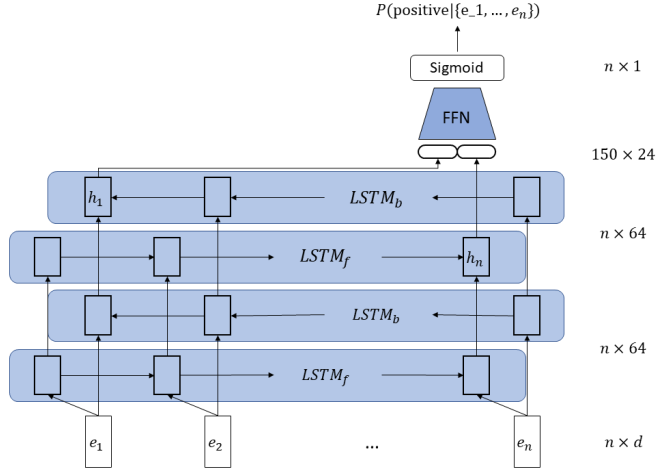 P(positive|{e_1, …, e_n})
Sigmoid n × 1
FFN
150 × 24
h_1 LSTM_b
n × 64
LSTM_f h_n
LSTM_b
n × 64
LSTM_f
e_1 e_2 … e_n n × d